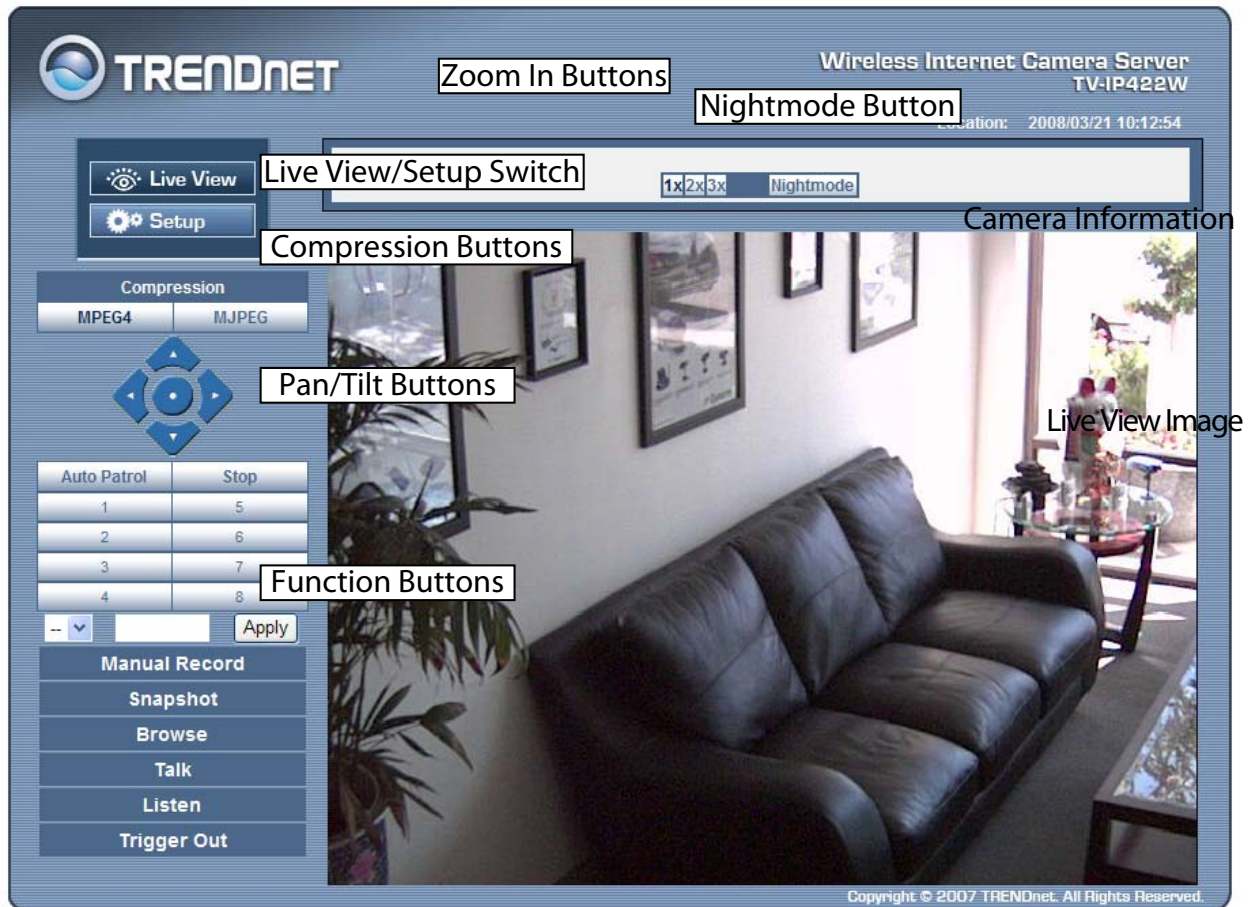 TRENDNET
Zoom In Buttons
Wireless Internet Camera Server
TV-IP422W
Nightmode Button
Location: 2008/03/21 10:12:54
Live View
Live View/Setup Switch
1x 2x 3x Nightmode
Setup
Camera Information
Compression Buttons
Compression
MPEG4 MJPEG
Pan/Tilt Buttons
Live View Image
Auto Patrol Stop
1 5
2 6
3 7
Function Buttons
4 8
-- Apply
Manual Record
Snapshot
Browse
Talk
Listen
Trigger Out
Copyright © 2007 TRENDnet. All Rights Reserved.